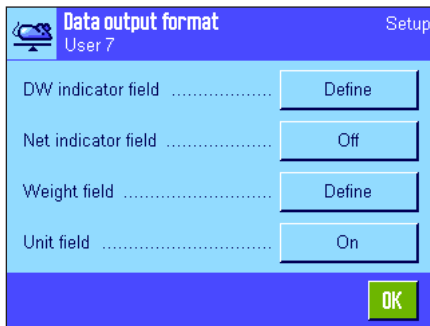 Data output format Setup
User 7
DW indicator field .................... Define
Net indicator field .................... Off
Weight field .................... Define
Unit field .................... On
OK